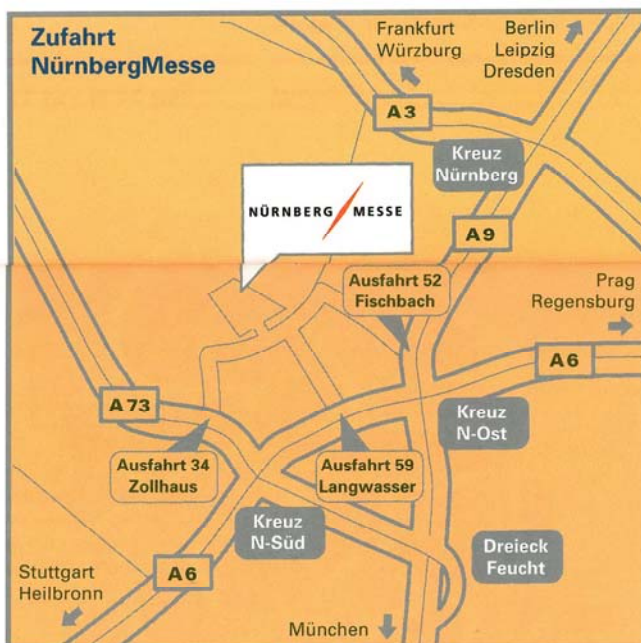 Zufahrt
NürnbergMesse
Frankfurt
Würzburg
Berlin
Leipzig
Dresden
A3
Kreuz
Nürnberg
NÜRNBERG MESSE
A9
Ausfahrt 52
Fischbach
Prag
Regensburg
A6
A73
Kreuz
N-Ost
Ausfahrt 34
Zollhaus
Ausfahrt 59
Langwasser
Kreuz
N-Süd
Dreieck
Feucht
Stuttgart
Heilbronn
A6
München